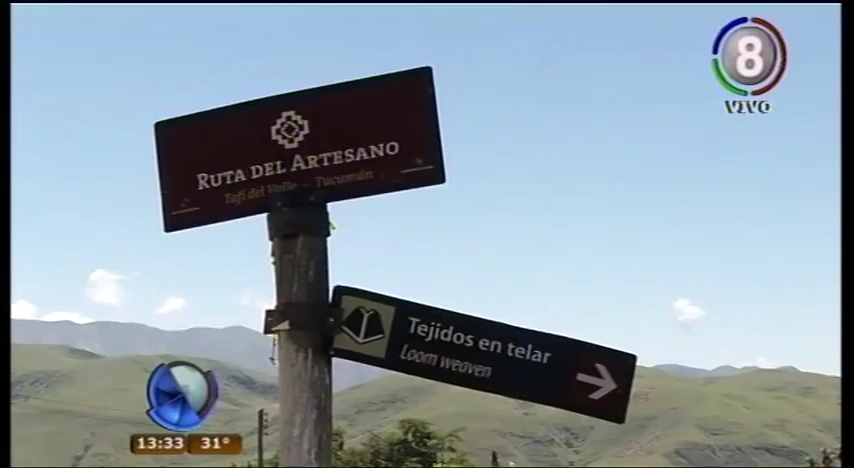 8
VIVO
RUTA DEL ARTESANO
Tafí del Valle - Tucumán
Tejidos en telar
Loom weaven
13:33 31°